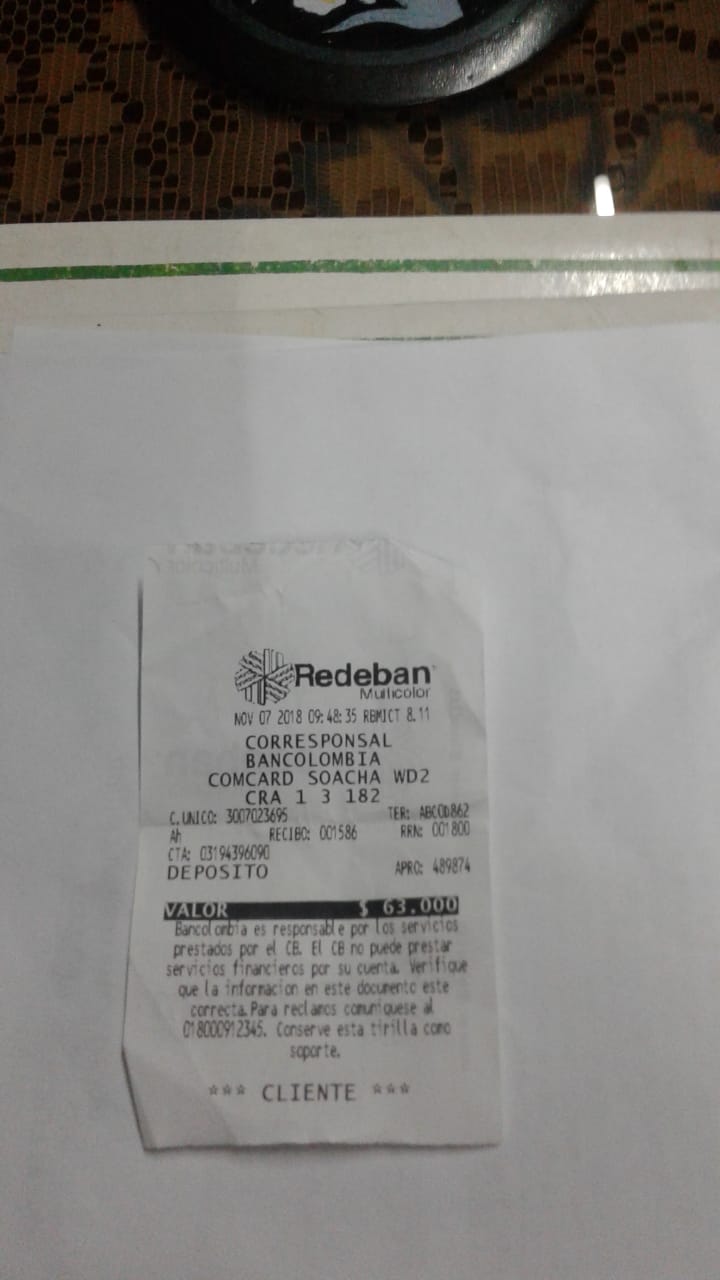 Redeban
Multicolor
NOV 07 2018 09:48:35 RBMICT 8.11
CORRESPONSAL
BANCOLOMBIA
COMCARD SOACHA WD2
CRA 1 3 182
C.UNICO: 3007023695 TER: ABCOD862
Ah RECIBO: 001586 RRN: 001800
CTA: 03194396090
DEPOSITO APRO: 489874
VALOR $ 63.000
Bancolombia es responsable por los servicios
prestados por el CB. El CB no puede prestar
servicios financieros por su cuenta. Verifique
que la informacion en este documento este
correcta.Para reclamos comuniquese al
018000912345. Conserve esta tirilla como
soporte.
*** CLIENTE ***